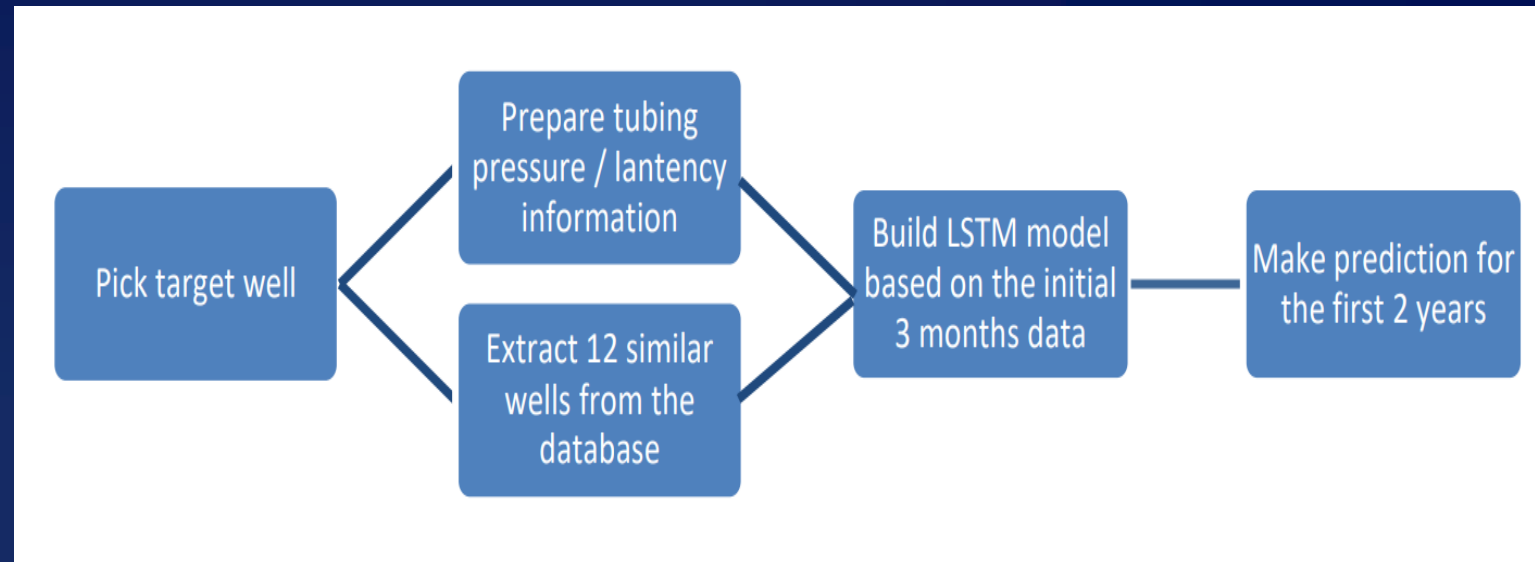 Pick target well
Prepare tubing
pressure / lantency
information
Extract 12 similar
wells from the
database
Build LSTM model
based on the initial
3 months data
Make prediction for
the first 2 years